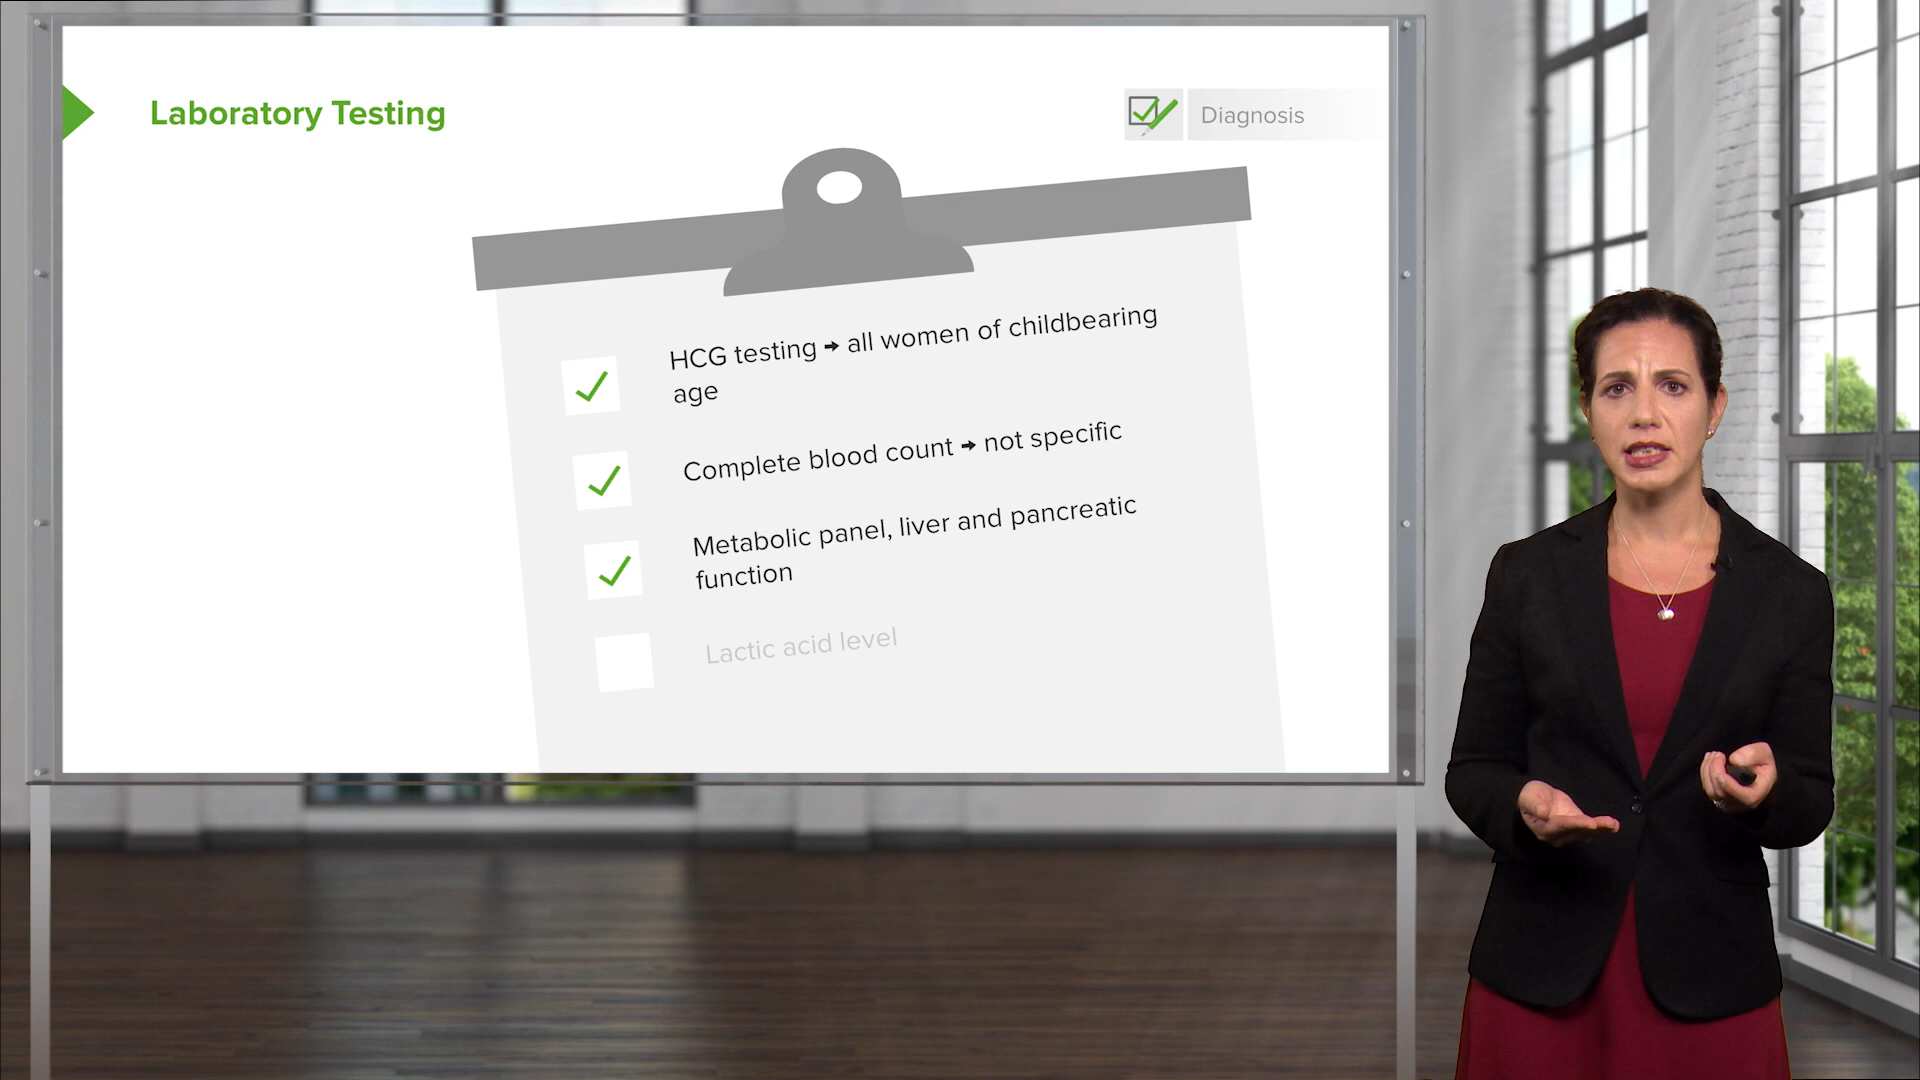 Laboratory Testing
Diagnosis
HCG testing → all women of childbearing
age
Complete blood count → not specific
Metabolic panel, liver and pancreatic
function
Lactic acid level